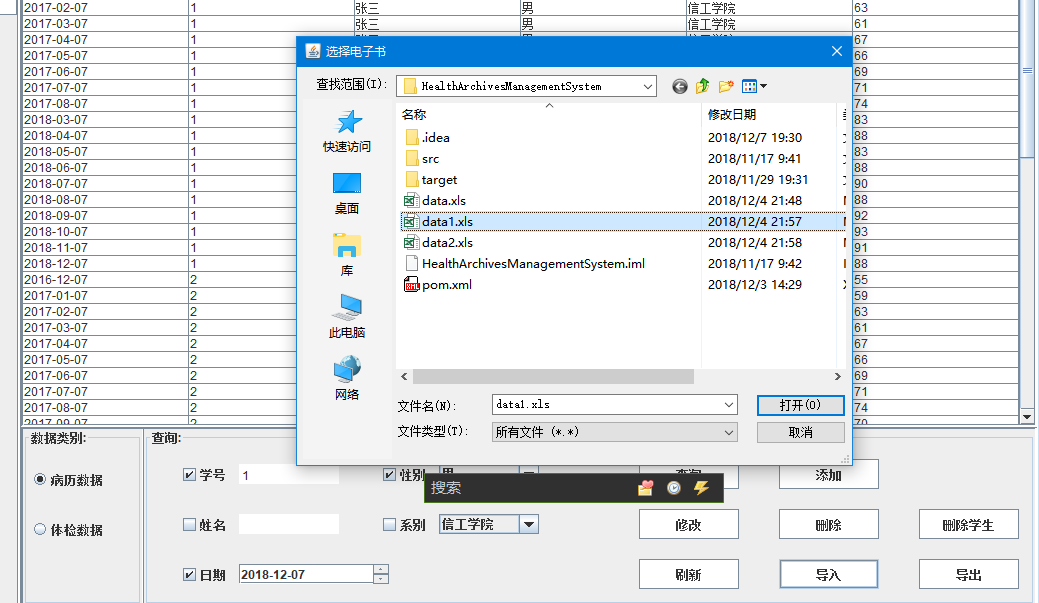 2017-02-07 1 张三 男 信工学院 63
2017-03-07 1 张三 男 信工学院 61
2017-04-07 1 67
2017-05-07 1 66
2017-06-07 1 69
2017-07-07 1 71
2017-08-07 1 74
2018-03-07 1 83
2018-04-07 1 88
2018-05-07 1 83
2018-06-07 1 88
2018-07-07 1 90
2018-08-07 1 88
2018-09-07 1 92
2018-10-07 1 93
2018-11-07 1 91
2018-12-07 1 88
2016-12-07 2 55
2017-01-07 2 59
2017-02-07 2 63
2017-03-07 2 61
2017-04-07 2 67
2017-05-07 2 66
2017-06-07 2 69
2017-07-07 2 71
2017-08-07 2 74
2017-09-07 2 70
选择电子书
查找范围(I): HealthArchivesManagementSystem
快速访问
桌面
库
此电脑
网络
名称 修改日期
.idea 2018/12/7 19:30
src 2018/11/17 9:41
target 2018/11/29 19:31
data.xls 2018/12/4 21:48
data1.xls 2018/12/4 21:57
data2.xls 2018/12/4 21:58
HealthArchivesManagementSystem.iml 2018/11/17 9:42
pom.xml 2018/12/3 14:29
文件名(N): data1.xls 打开(O)
文件类型(T): 所有文件 (*.*) 取消
数据类别:
病历数据
体检数据
查询:
学号 1 性别 男 查询 添加
搜索
姓名 系别 信工学院 修改 删除 删除学生
日期 2018-12-07 刷新 导入 导出